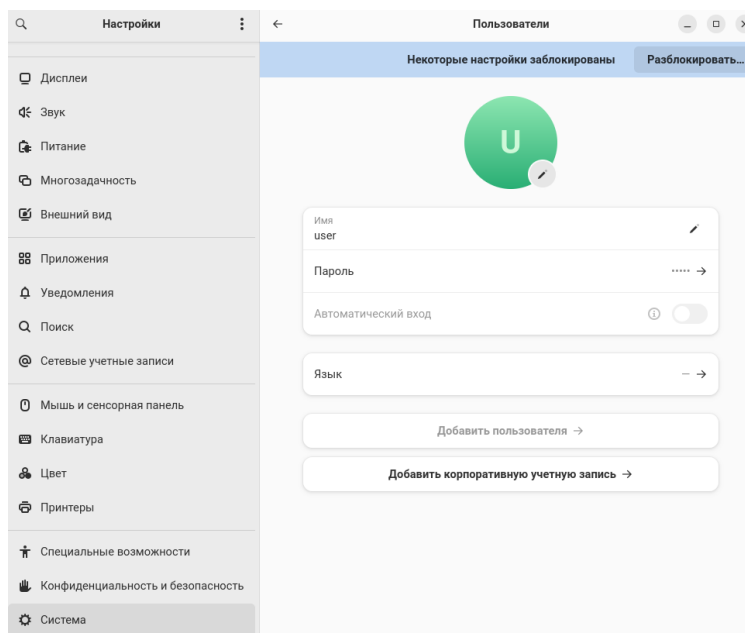 Настройки
Пользователи
Некоторые настройки заблокированы
Разблокировать...
Дисплеи
Звук
Питание
Многозадачность
Внешний вид
Приложения
Уведомления
Поиск
Сетевые учетные записи
Мышь и сенсорная панель
Клавиатура
Цвет
Принтеры
Специальные возможности
Конфиденциальность и безопасность
Система
U
Имя
user
Пароль
Автоматический вход
Язык
Добавить пользователя
Добавить корпоративную учетную запись